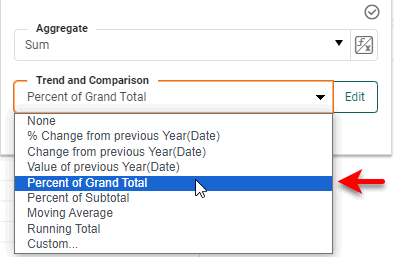 Aggregate
Sum
Trend and Comparison
Percent of Grand Total
Edit
None
% Change from previous Year(Date)
Change from previous Year(Date)
Value of previous Year(Date)
Percent of Grand Total
Percent of Subtotal
Moving Average
Running Total
Custom...